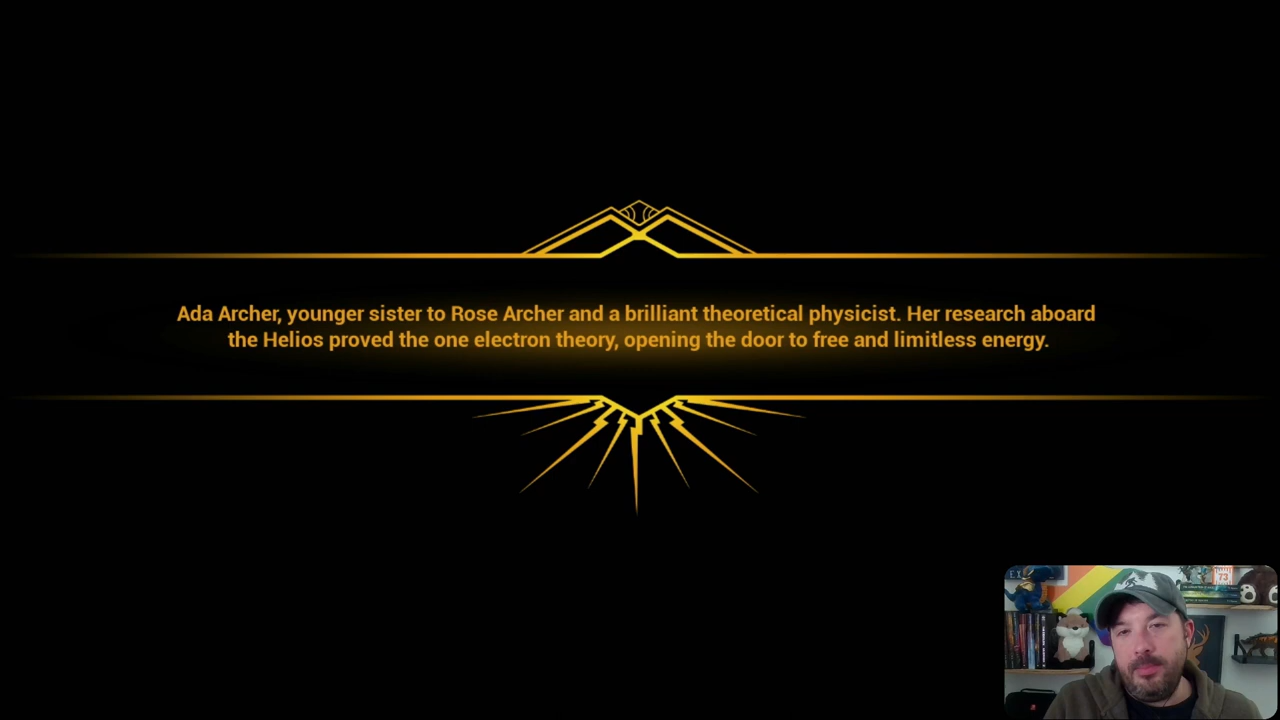 Ada Archer, younger sister to Rose Archer and a brilliant theoretical physicist. Her research aboard
the Helios proved the one electron theory, opening the door to free and limitless energy.
73